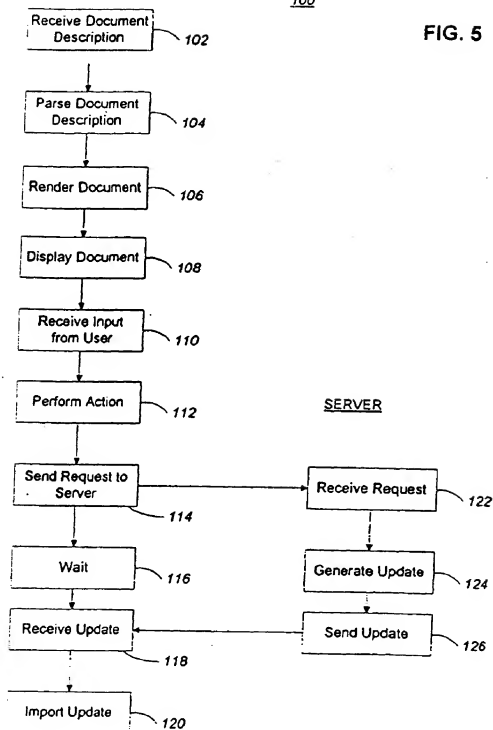 100
FIG. 5
Receive Document
Description
102
Parse Document
Description
104
Render Document
106
Display Document
108
Receive Input
from User
110
Perform Action
112
SERVER
Send Request to
Server
114
Receive Request
122
Wait
116
Generate Update
124
Receive Update
118
Send Update
126
Import Update
120